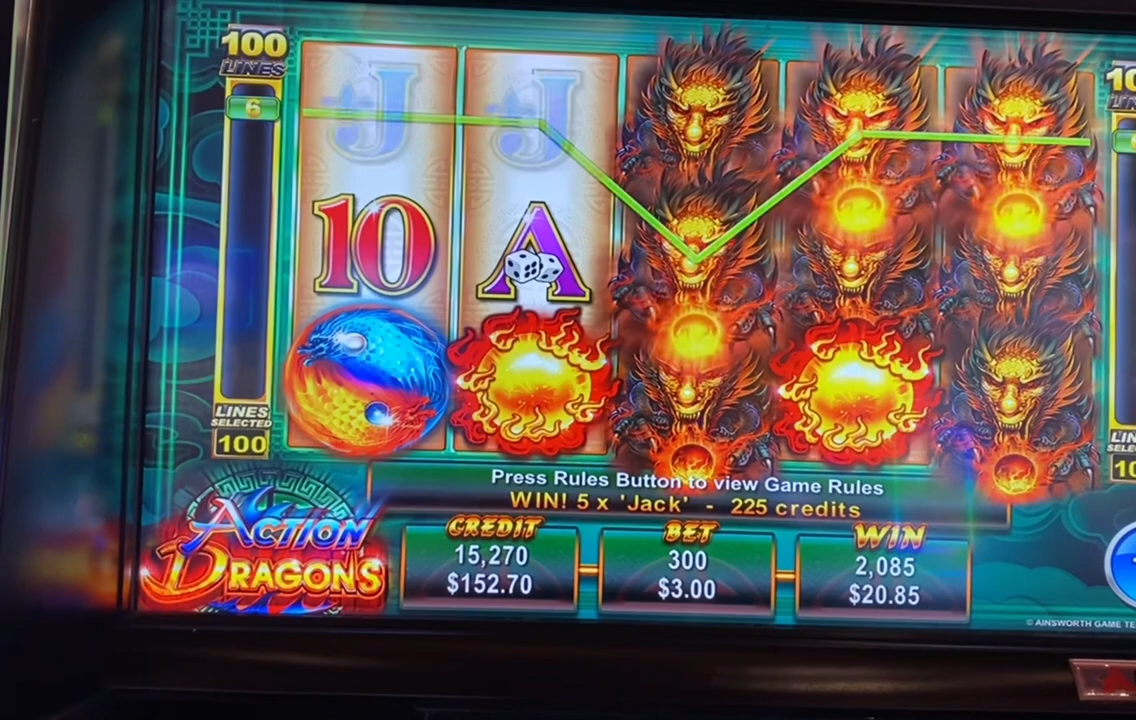 100
LINES
6
J
J
10
A
LINES
SELECTED
100
Press Rules Button to view Game Rules
WIN! 5 x 'Jack' - 225 credits
ACTION
DRAGONS
CREDIT
15,270
$152.70
BET
300
$3.00
WIN
2,085
$20.85
© AINSWORTH GAME TE